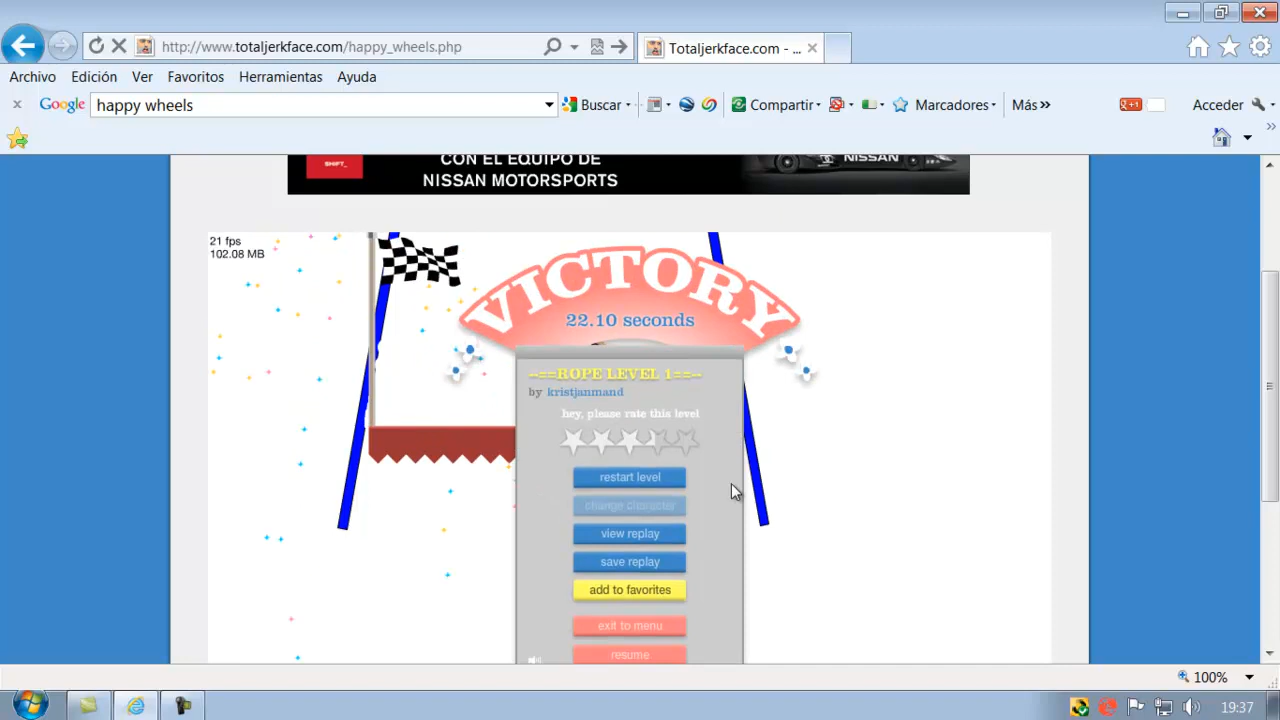 http://www.totaljerkface.com/happy_wheels.php
Totaljerkface.com - ...
Archivo Edición Ver Favoritos Herramientas Ayuda
Google happy wheels Buscar Compartir Marcadores Más» +1 Acceder »
SHIFT_
CON EL EQUIPO DE
NISSAN MOTORSPORTS
NISSAN
21 fps
102.08 MB
VICTORY
22.10 seconds
--==ROPE LEVEL 1==--
by kristjanmand
hey, please rate this level
restart level
change character
view replay
save replay
add to favorites
exit to menu
resume
100%
19:37